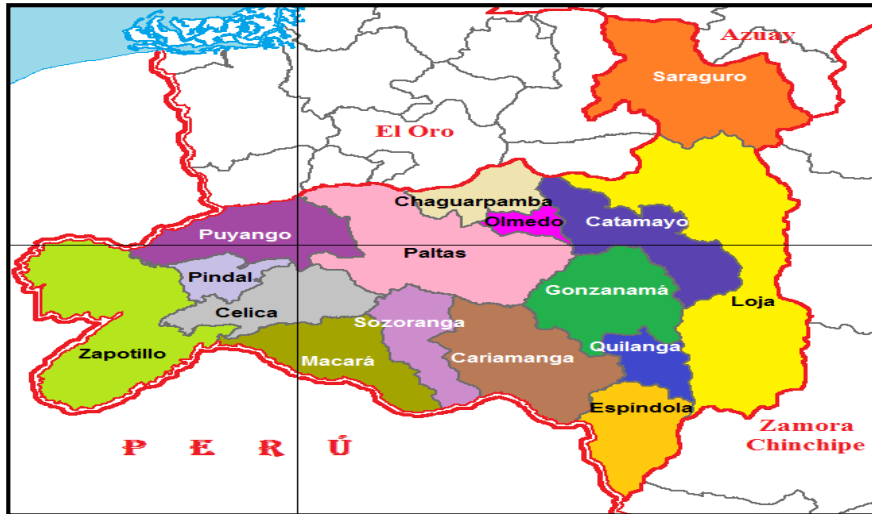 Azuay
Saraguro
El Oro
Chaguarpamba
Olmedo
Catamayo
Puyango
Paltas
Pindal
Gonzanamá
Loja
Celica
Sozoranga
Zapotillo
Macará
Cariamanga
Quilanga
Espíndola
Zamora
Chinchipe
P E R Ú